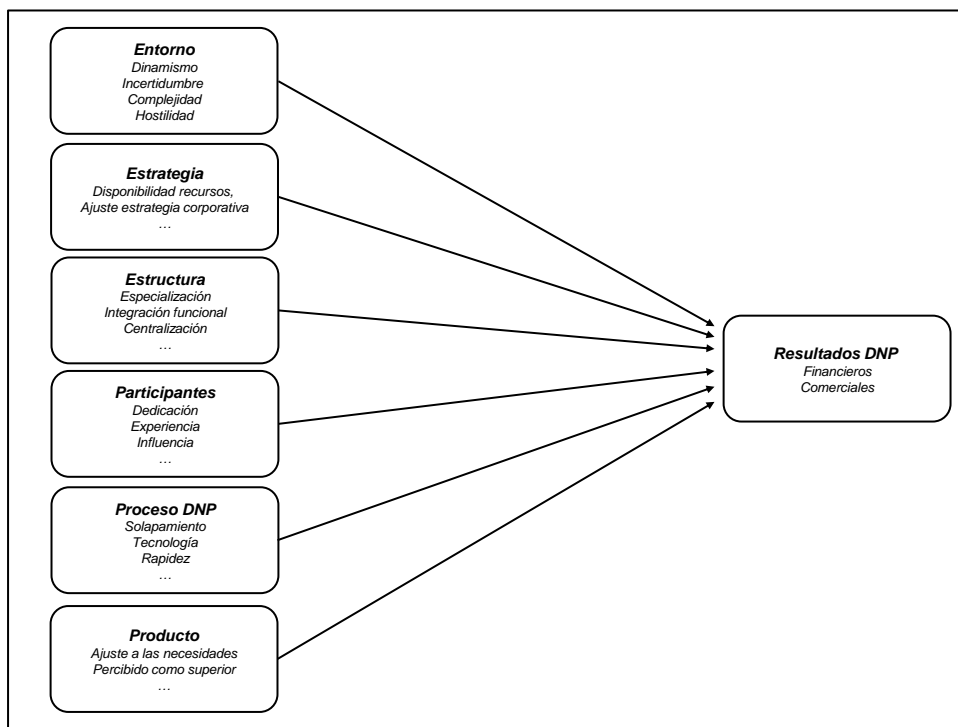 Entorno
Dinamismo
Incertidumbre
Complejidad
Hostilidad
Estrategia
Disponibilidad recursos,
Ajuste estrategia corporativa
…
Estructura
Especialización
Integración funcional
Centralización
…
Participantes
Dedicación
Experiencia
Influencia
…
Proceso DNP
Solapamiento
Tecnología
Rapidez
…
Producto
Ajuste a las necesidades
Percibido como superior
…
Resultados DNP
Financieros
Comerciales